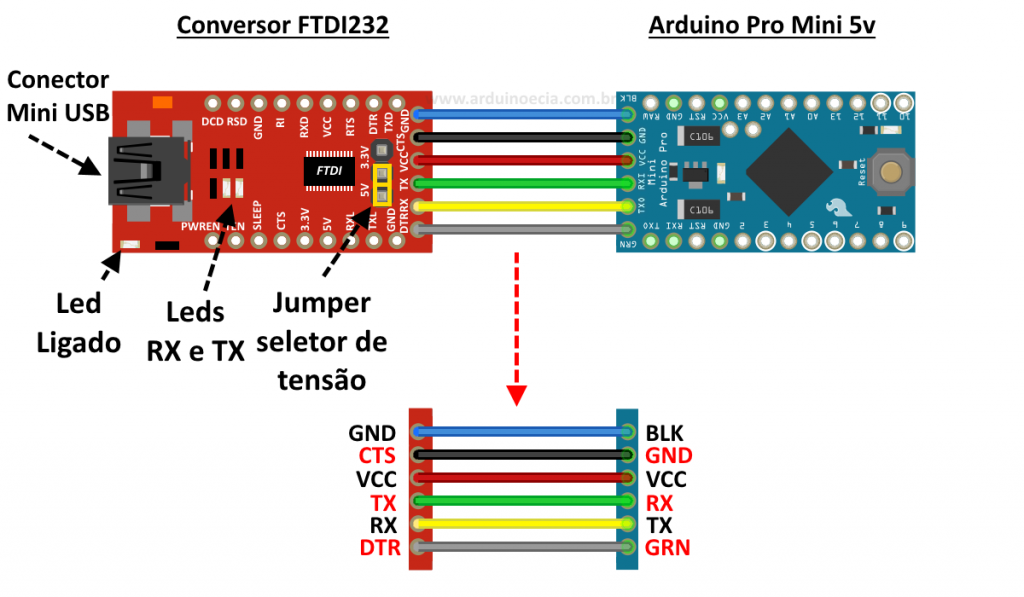 Conversor FTDI232
Arduino Pro Mini 5v
Conector
Mini USB
www.arduinoecia.com.br
DCD RSD GND RI RXD VCC RTS DTR TXD
GND
CTS
VCC
TX
RX
DTR
3.3V
5V
FTDI
PWREN TEN SLEEP CTS 3.3V 5V RVL TXL GND
BLK
GND
VCC
RXI
TXO
GRN
RAW GND RST VCC A3 A2 A1 A0 13 12 11 10
Mini
Arduino Pro
C106
C106
Reset
TXO RXI RST GND 2 3 4 5 6 7 8 9
Led
Ligado
Leds
RX e TX
Jumper
seletor de
tensão
GND
BLK
CTS
GND
VCC
VCC
TX
RX
RX
TX
DTR
GRN